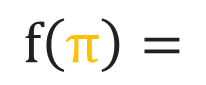 f(π) =